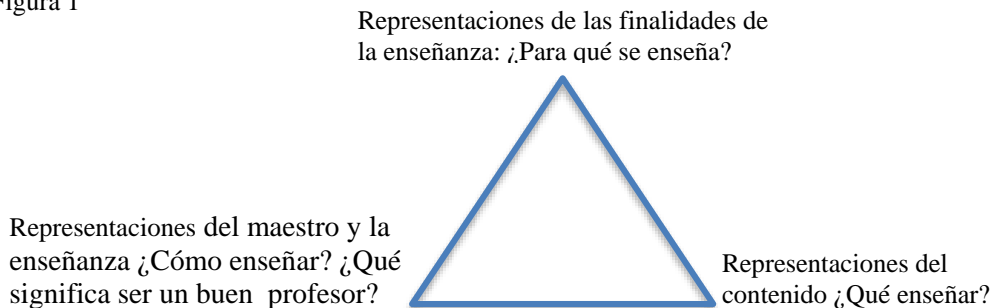 Figura 1
Representaciones de las finalidades de
la enseñanza: ¿Para qué se enseña?
Representaciones del maestro y la
enseñanza ¿Cómo enseñar? ¿Qué
significa ser un buen profesor?
Representaciones del
contenido ¿Qué enseñar?